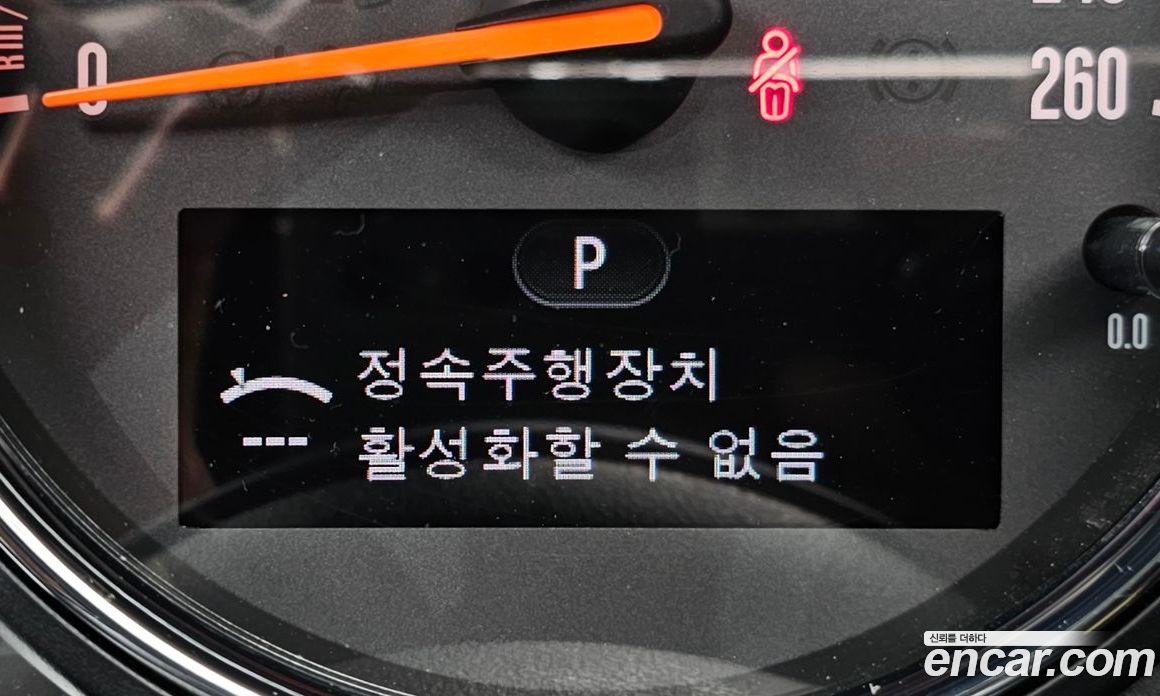 km/
0
260
P
정속주행장치
---
활성화할 수 없음
0.0
신뢰를 더하다
encar.com